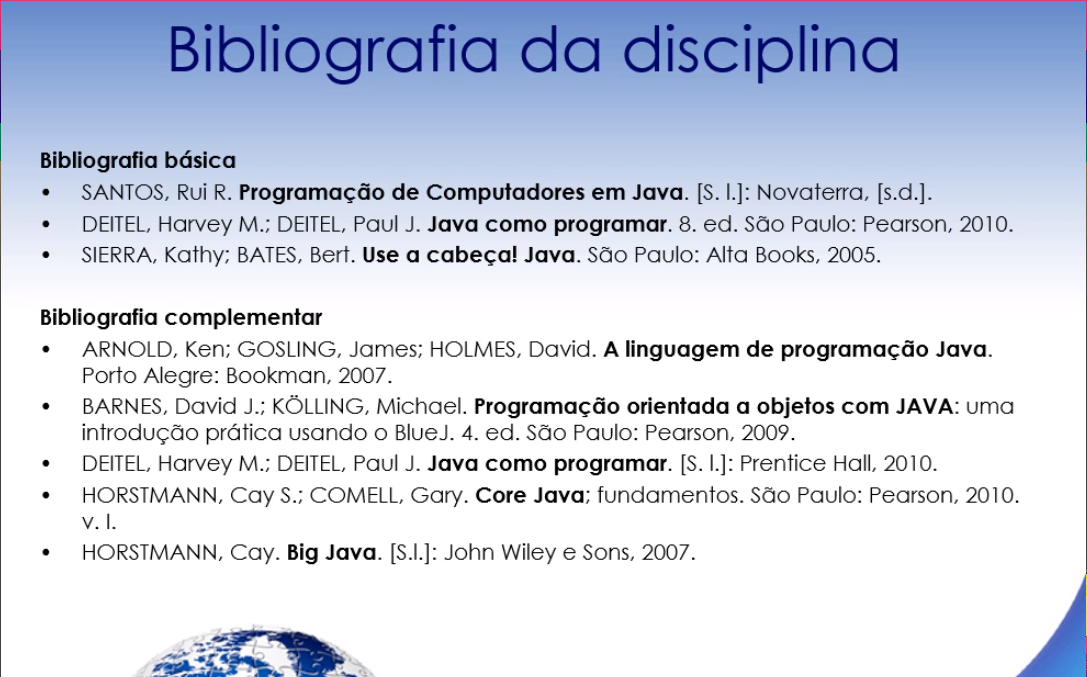 Bibliografia da disciplina
Bibliografia básica
• SANTOS, Rui R. Programação de Computadores em Java. [S. l.]: Novaterra, [s.d.].
• DEITEL, Harvey M.; DEITEL, Paul J. Java como programar. 8. ed. São Paulo: Pearson, 2010.
• SIERRA, Kathy; BATES, Bert. Use a cabeça! Java. São Paulo: Alta Books, 2005.
Bibliografia complementar
• ARNOLD, Ken; GOSLING, James; HOLMES, David. A linguagem de programação Java.
Porto Alegre: Bookman, 2007.
• BARNES, David J.; KÖLLING, Michael. Programação orientada a objetos com JAVA: uma
introdução prática usando o BlueJ. 4. ed. São Paulo: Pearson, 2009.
• DEITEL, Harvey M.; DEITEL, Paul J. Java como programar. [S. l.]: Prentice Hall, 2010.
• HORSTMANN, Cay S.; COMELL, Gary. Core Java; fundamentos. São Paulo: Pearson, 2010.
v. l.
• HORSTMANN, Cay. Big Java. [S.l.]: John Wiley e Sons, 2007.